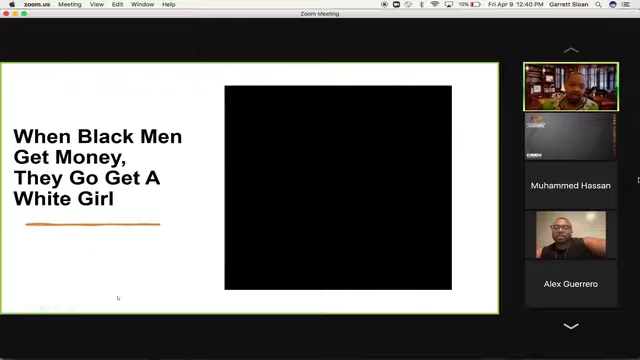 zoom.us Meeting View Edit Window Help
10% Fri Apr 9 12:40 PM Garrett Sloan
Zoom Meeting
When Black Men
Get Money,
They Go Get A
White Girl
Muhammed Hassan
Alex Guerrero